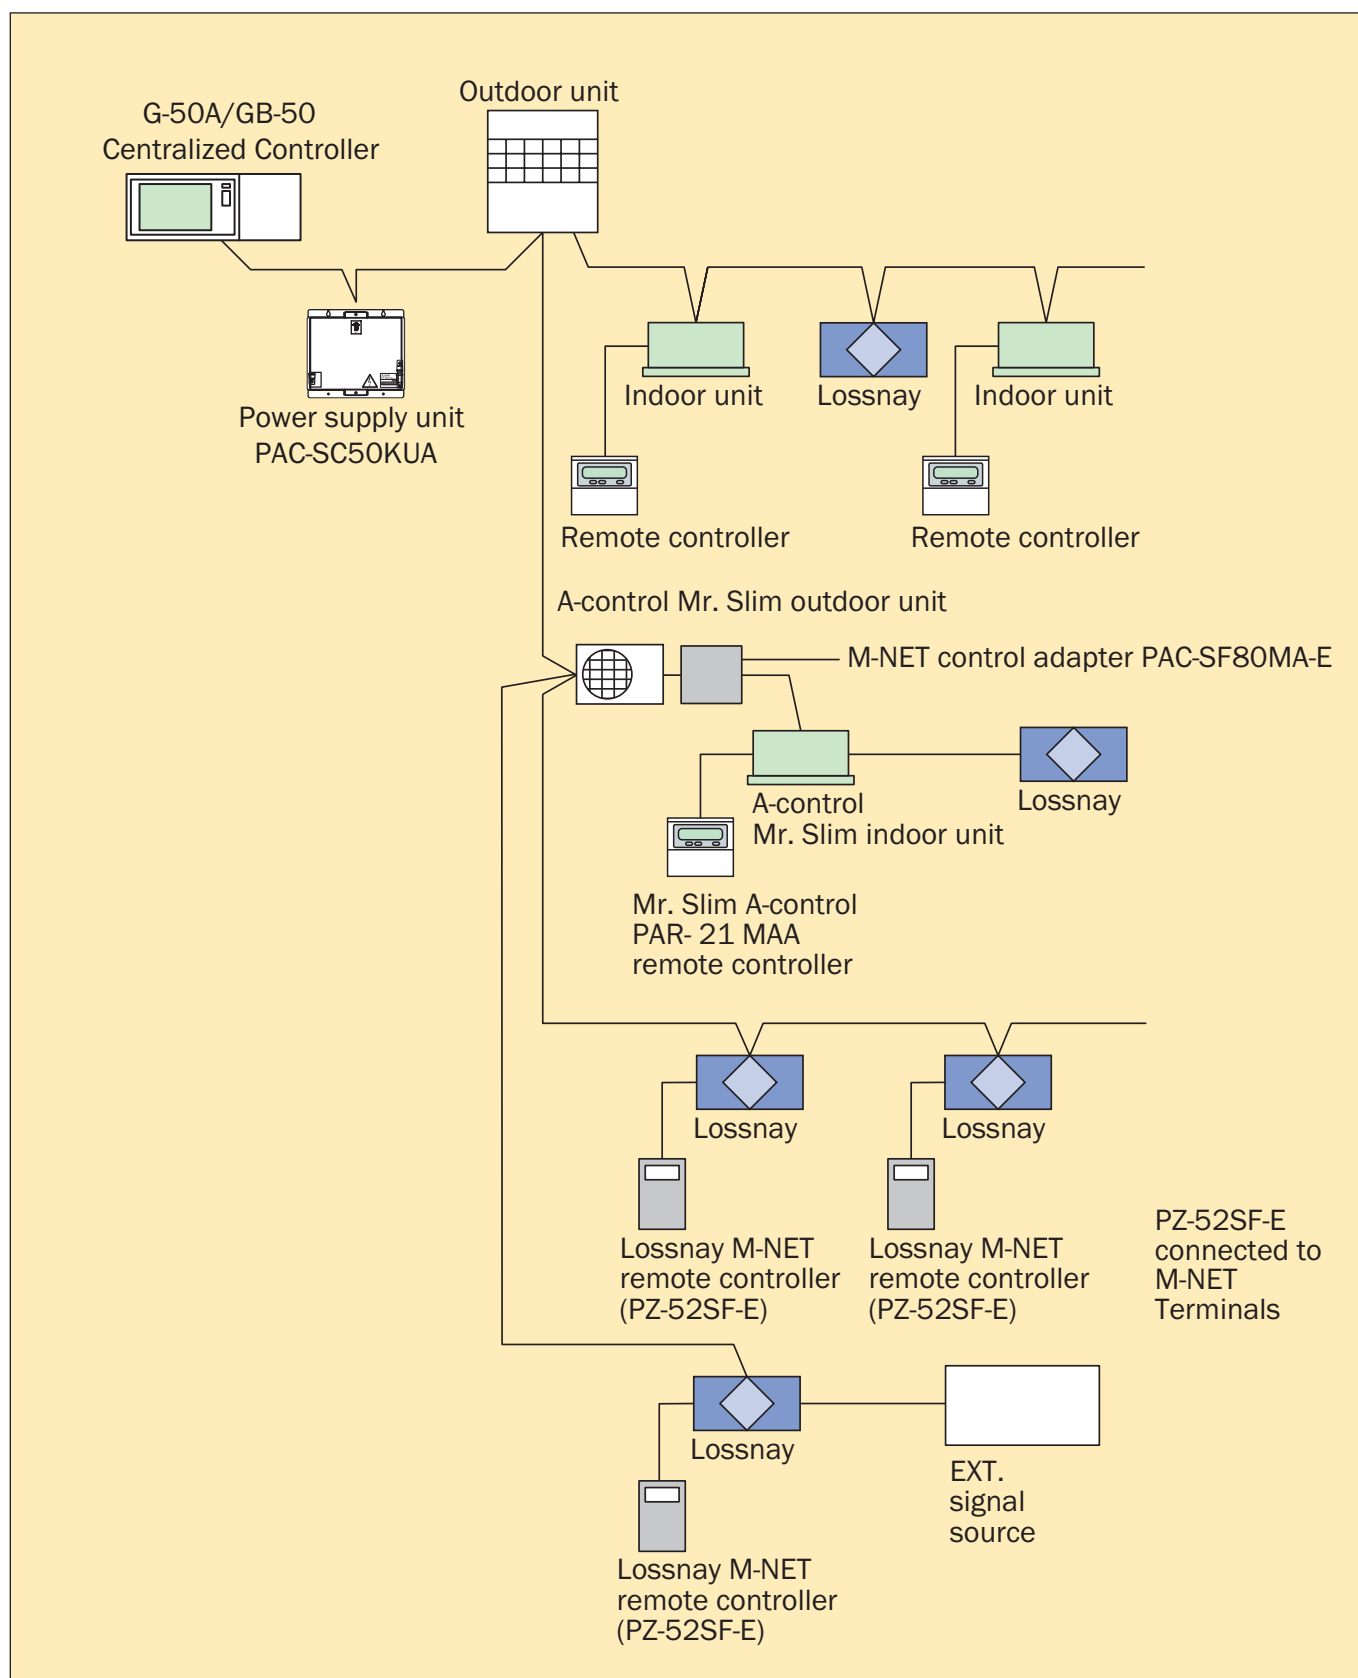 Outdoor unit
G-50A/GB-50
Centralized Controller
Power supply unit
PAC-SC50KUA
Indoor unit
Lossnay
Indoor unit
Remote controller
Remote controller
A-control Mr. Slim outdoor unit
M-NET control adapter PAC-SF80MA-E
Lossnay
A-control
Mr. Slim indoor unit
Mr. Slim A-control
PAR- 21 MAA
remote controller
Lossnay
Lossnay
Lossnay M-NET
remote controller
(PZ-52SF-E)
Lossnay M-NET
remote controller
(PZ-52SF-E)
PZ-52SF-E
connected to
M-NET
Terminals
Lossnay
EXT.
signal
source
Lossnay M-NET
remote controller
(PZ-52SF-E)